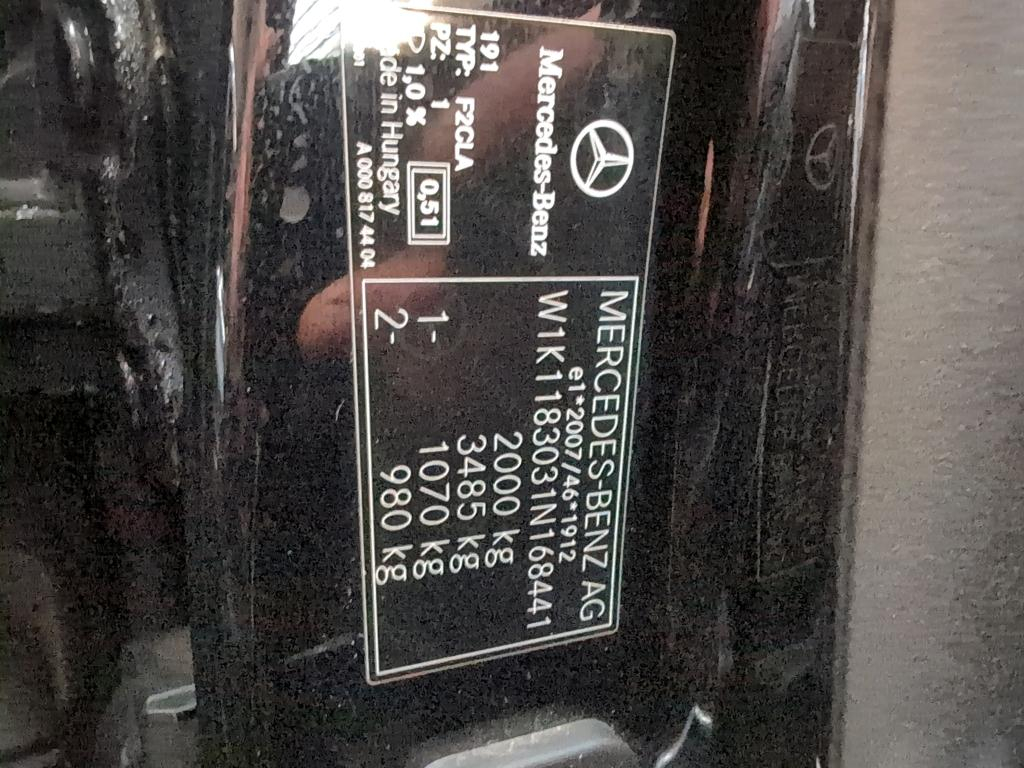 Mercedes-Benz
191
TYP: F2CLA
PZ: 1
D 1,0 % 0,51
de in Hungary
A 000 817 44 04
MERCEDES-BENZ AG
e1*2007/46*1912
W1K1183031N168441
2000 kg
3485 kg
1- 1070 kg
2- 980 kg